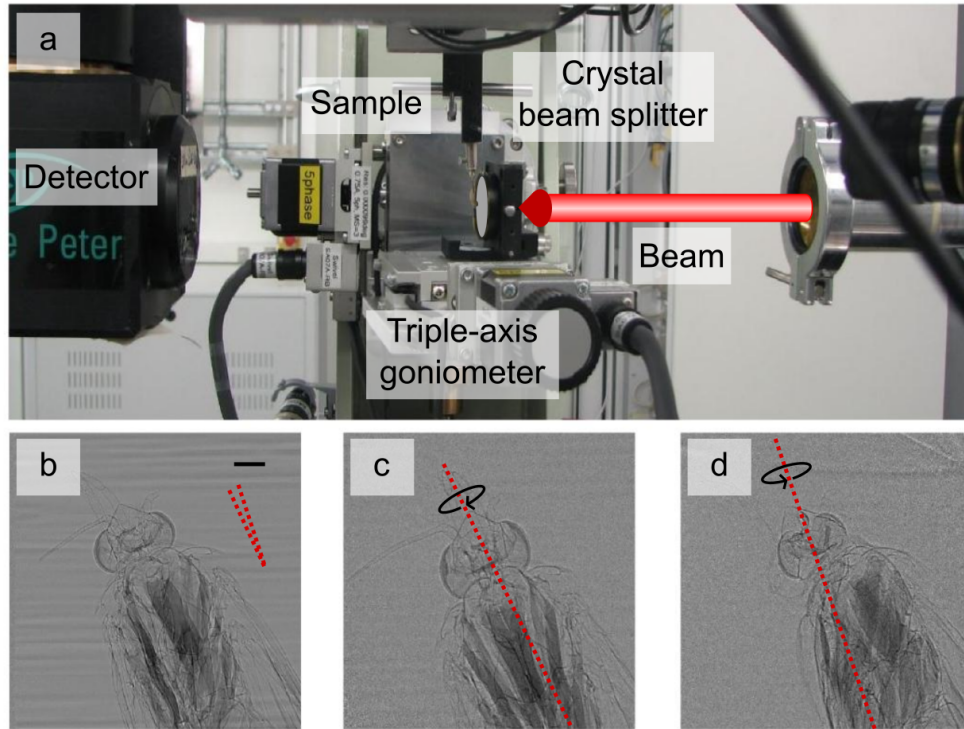 a
Sample
Crystal
beam splitter
Detector
5phase
e Peter
Beam
Triple-axis
goniometer
b
c
d